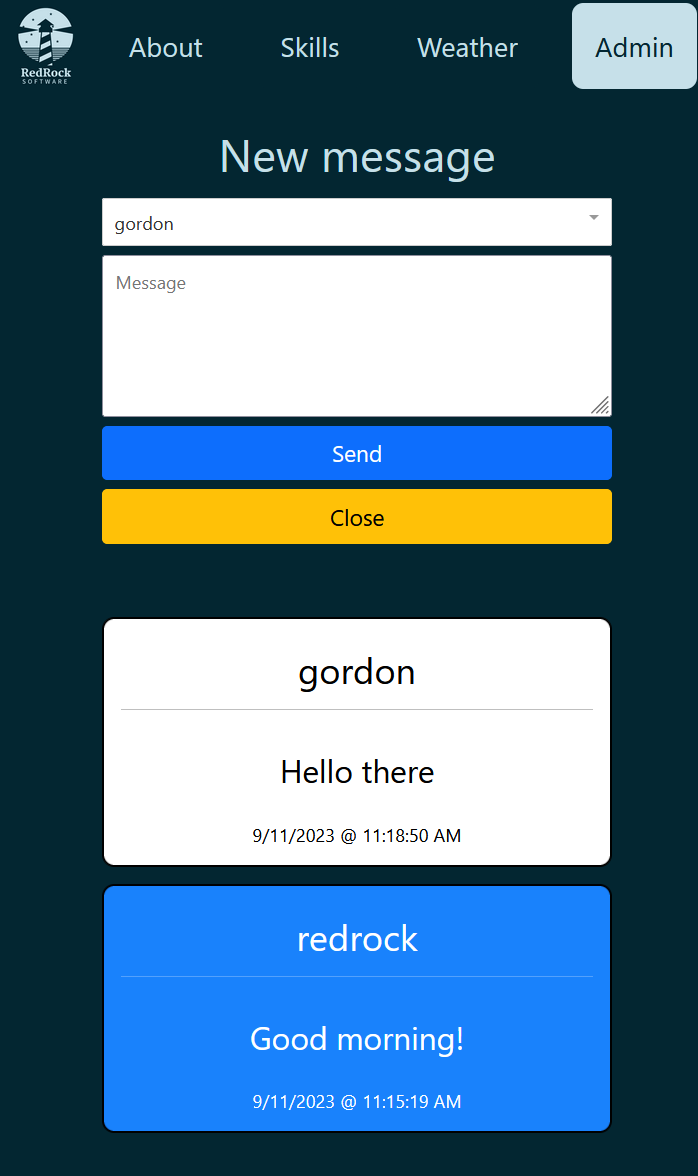 RedRock
SOFTWARE
About
Skills
Weather
Admin
New message
gordon
Message
Send
Close
gordon
Hello there
9/11/2023 @ 11:18:50 AM
redrock
Good morning!
9/11/2023 @ 11:15:19 AM